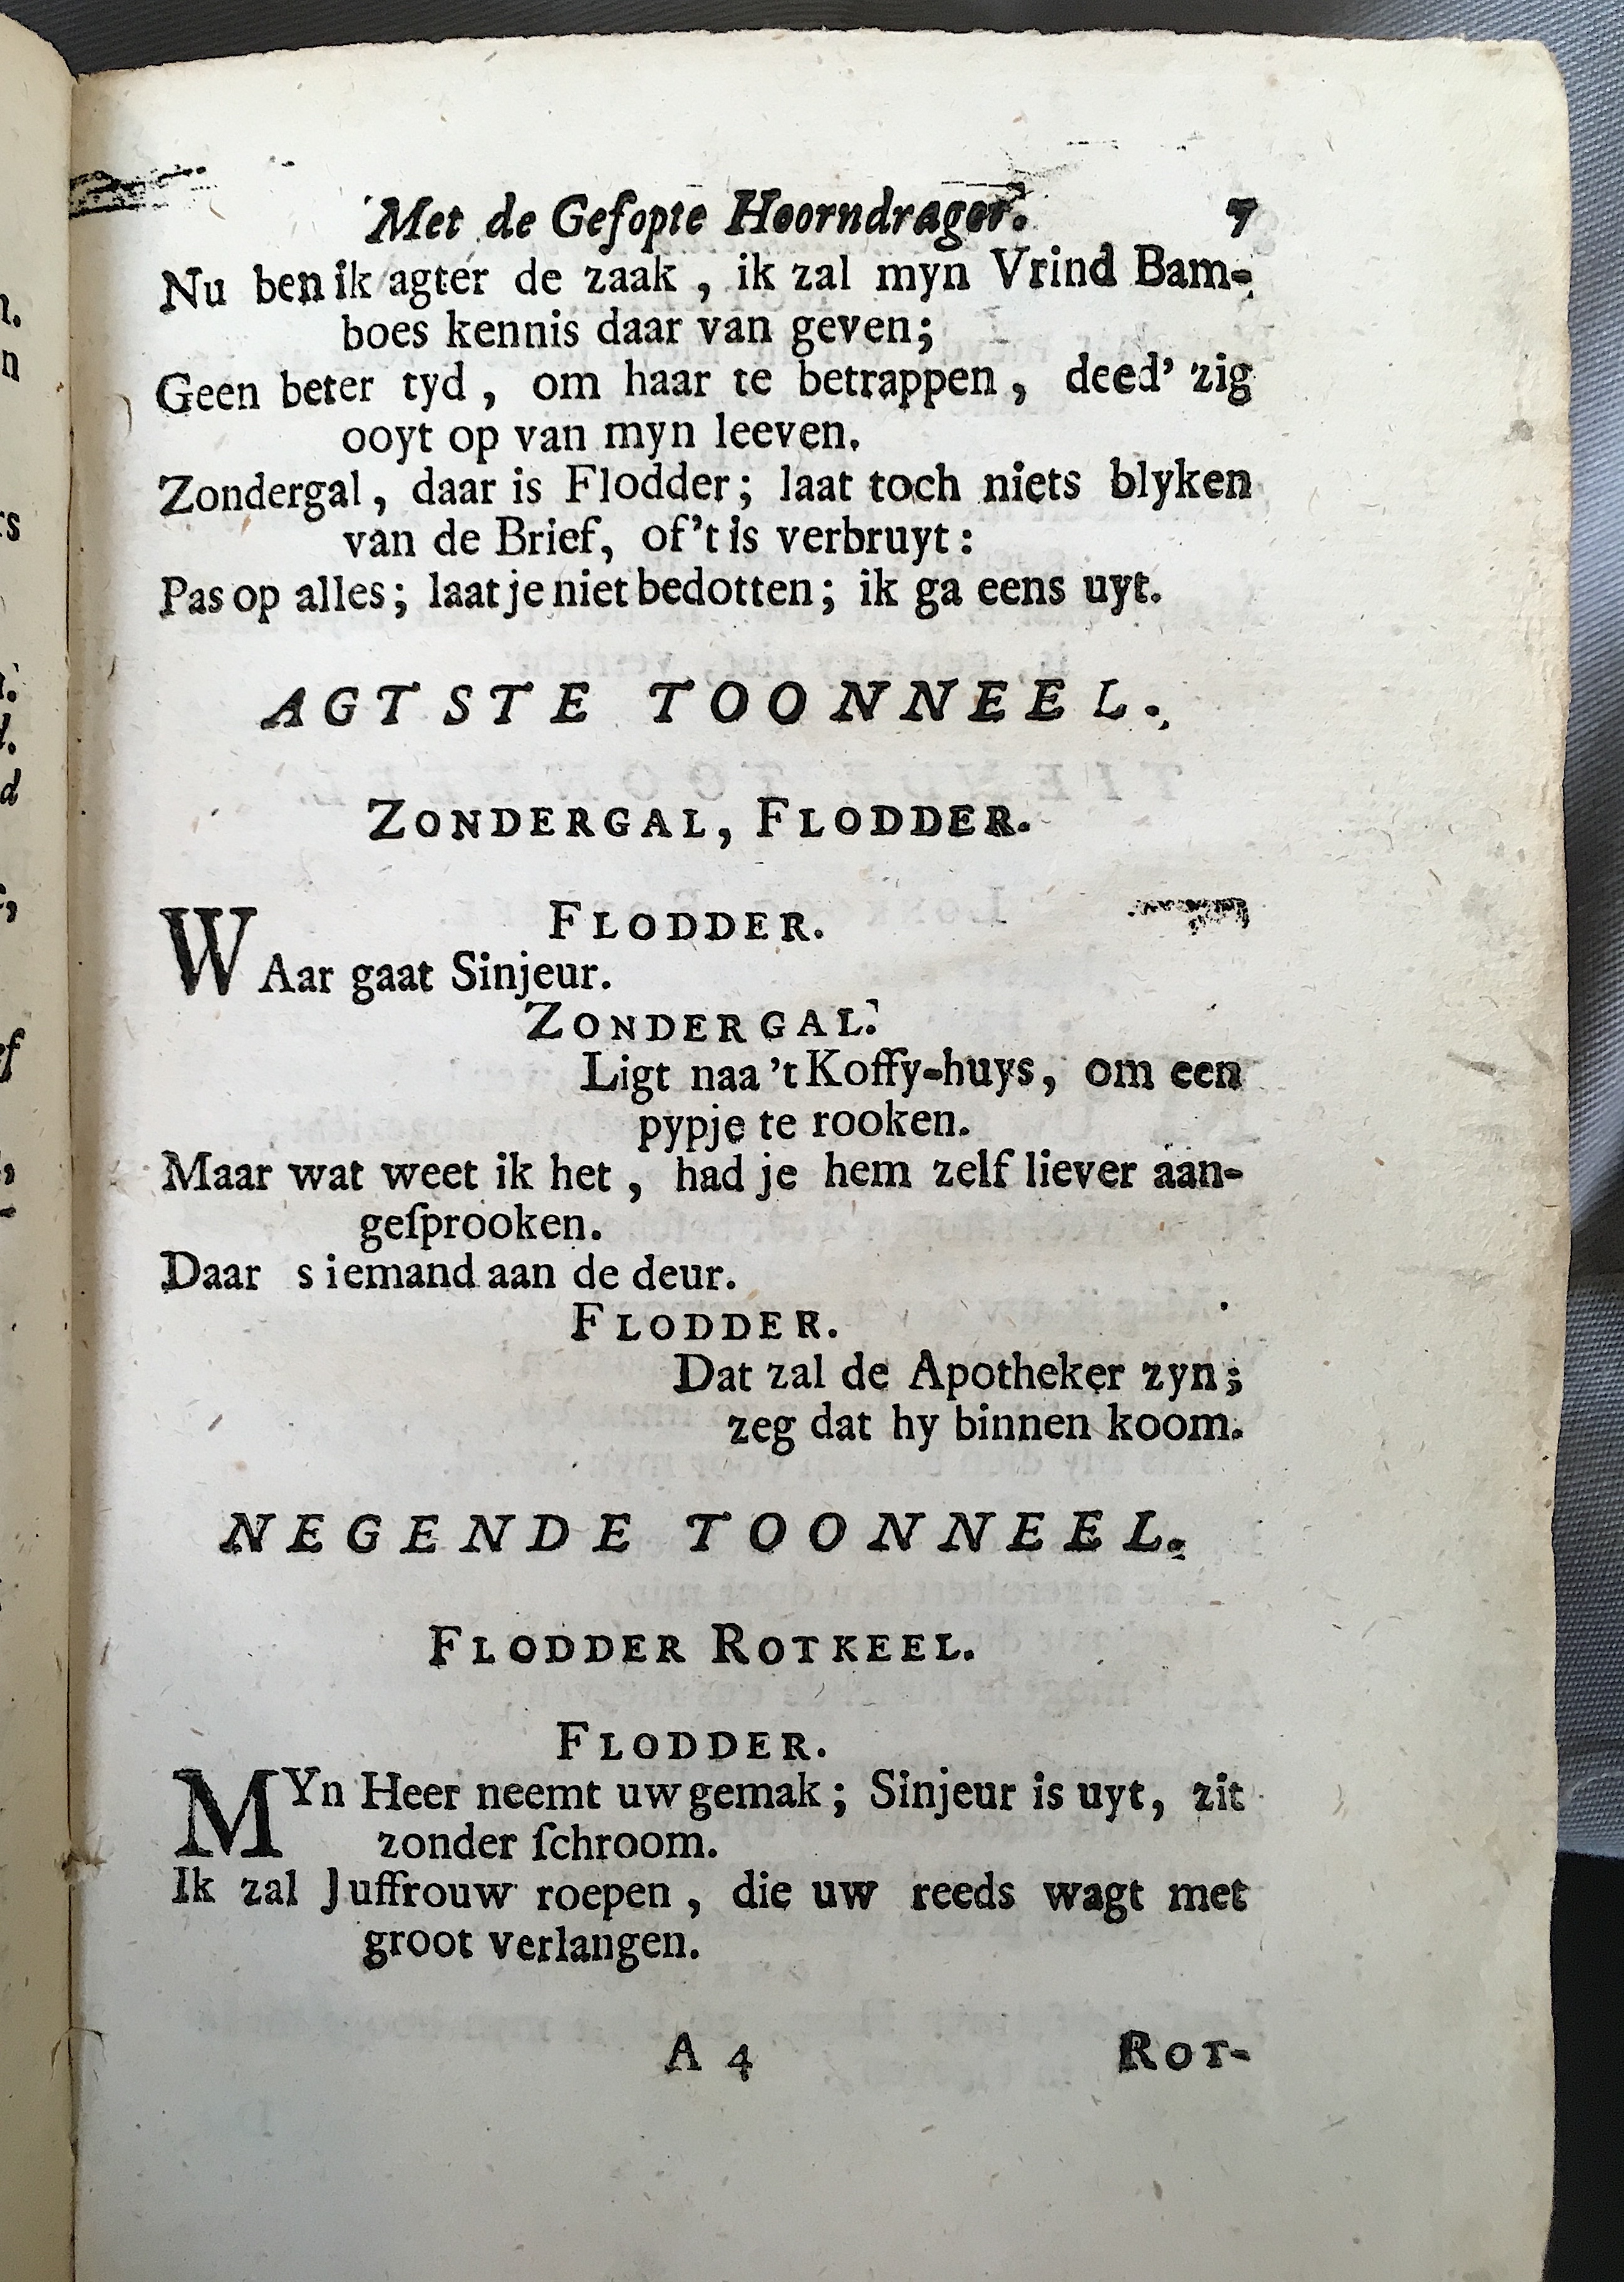 Met de Geſopte Hoorndrager. 7
Nu ben ik agter de zaak, ik zal myn Vrind Bam-
boes kennis daar van geven;
Geen beter tyd, om haar te betrappen, deed' zig
ooyt op van myn leeven.
Zondergal, daar is Flodder; laat toch niets blyken
van de Brief, of 't is verbruyt:
Pas op alles; laat je niet bedotten; ik ga eens uyt.
AGTSTE TOONNEEL.
ZONDERGAL, FLODDER.
FLODDER.
WAar gaat Sinjeur.
ZONDERGAL.
Ligt naa 't Koffy-huys, om een
pypje te rooken.
Maar wat weet ik het, had je hem zelf liever aan-
geſprooken.
Daar s iemand aan de deur.
FLODDER.
Dat zal de Apotheker zyn;
zeg dat hy binnen koom.
NEGENDE TOONNEEL.
FLODDER ROTKEEL.
FLODDER.
MYn Heer neemt uw gemak; Sinjeur is uyt, zit
zonder ſchroom.
Ik zal Juffrouw roepen, die uw reeds wagt met
groot verlangen.
A 4 ROT-